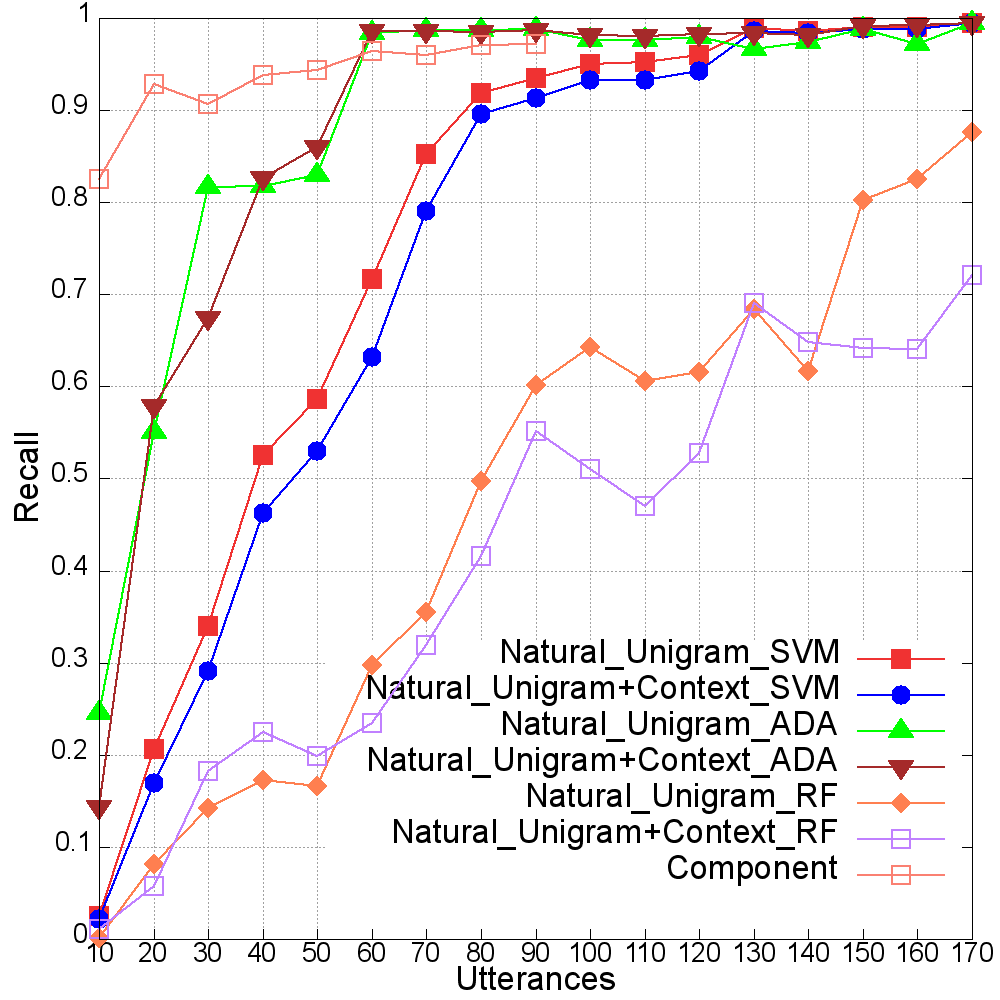 1
0.9
0.8
0.7
0.6
0.5
0.4
0.3
0.2
0.1
0
Recall
Natural_Unigram_SVM
Natural_Unigram+Context_SVM
Natural_Unigram_ADA
Natural_Unigram+Context_ADA
Natural_Unigram_RF
Natural_Unigram+Context_RF
Component
10 20 30 40 50 60 70 80 90 100 110 120 130 140 150 160 170
Utterances